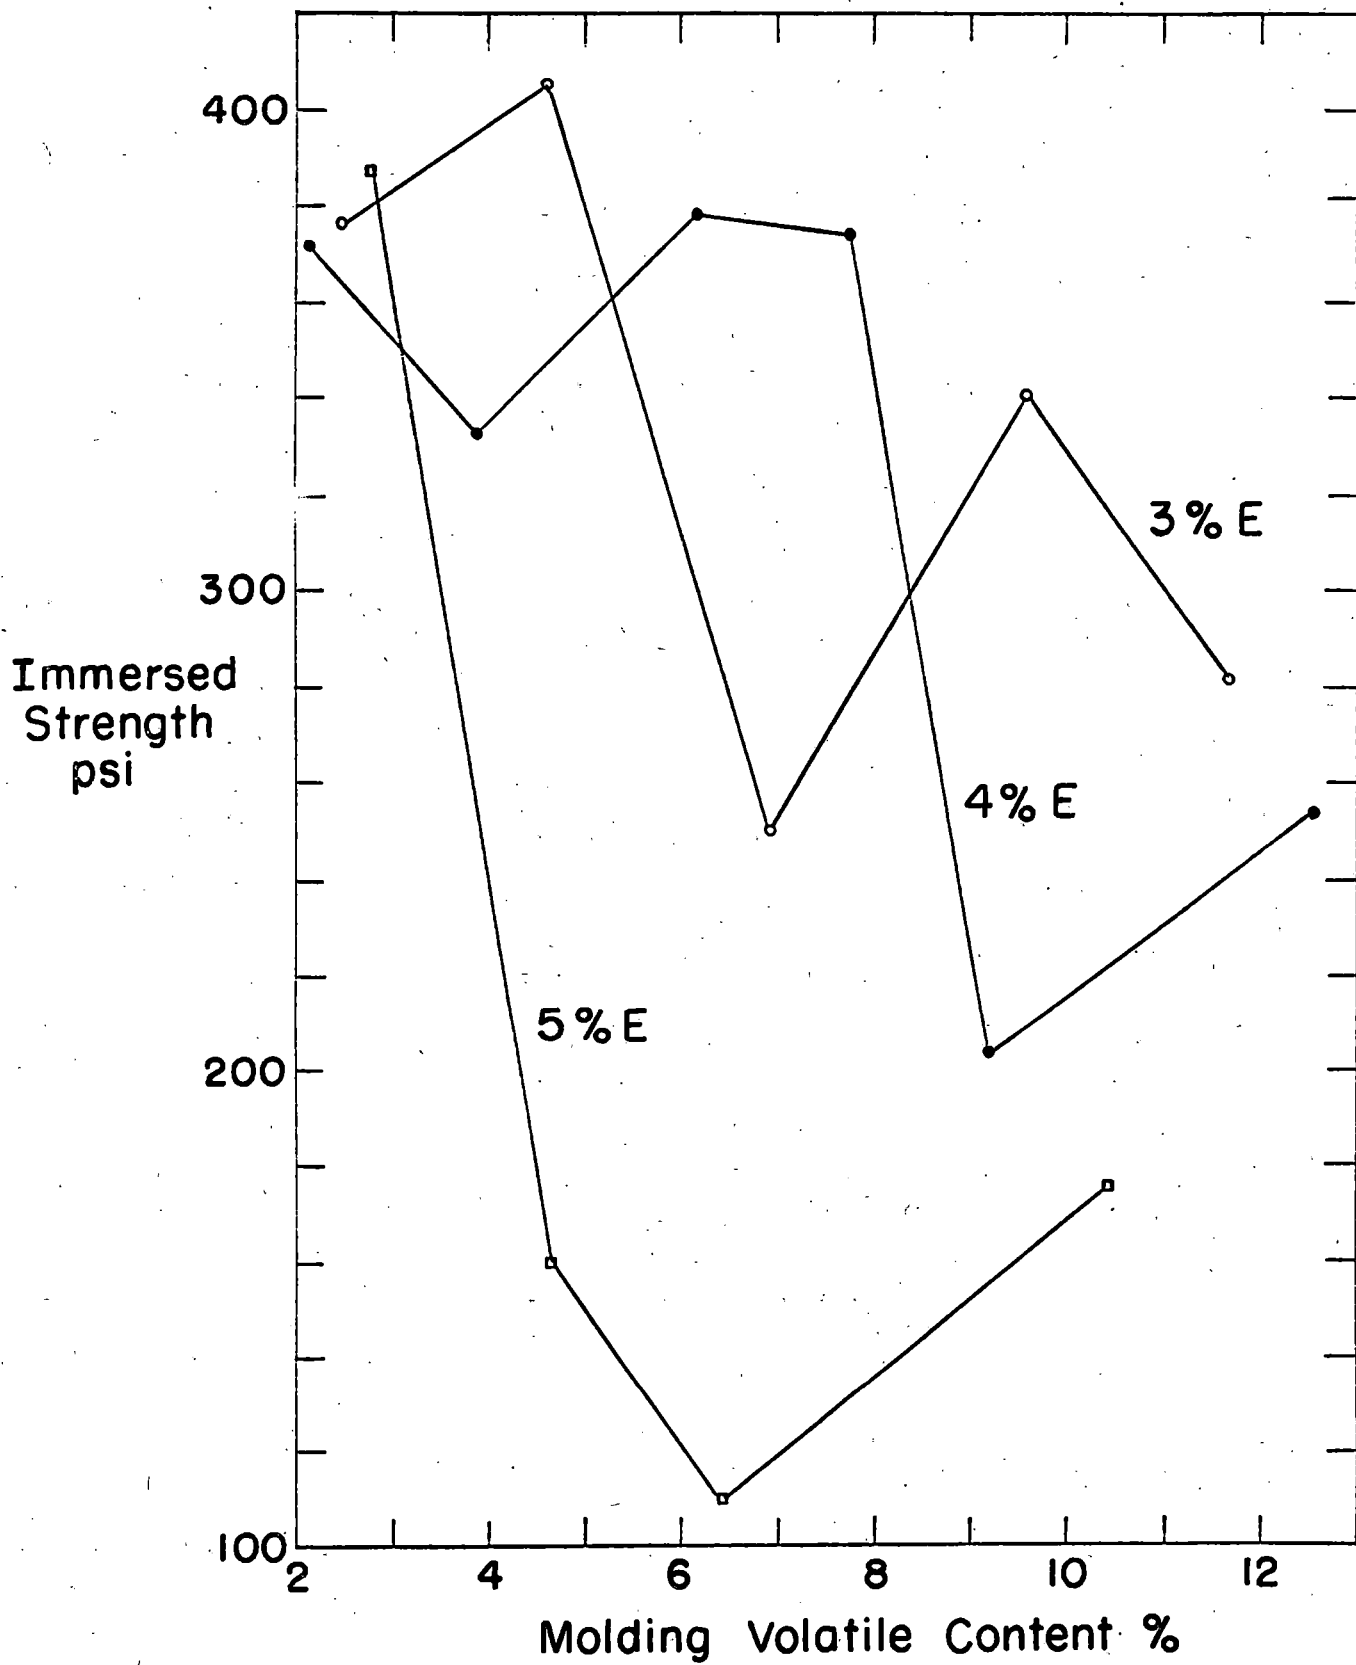 400
300
3% E
Immersed
Strength
psi
4% E
5% E
200
100
2 4 6 8 10 12
Molding Volatile Content %